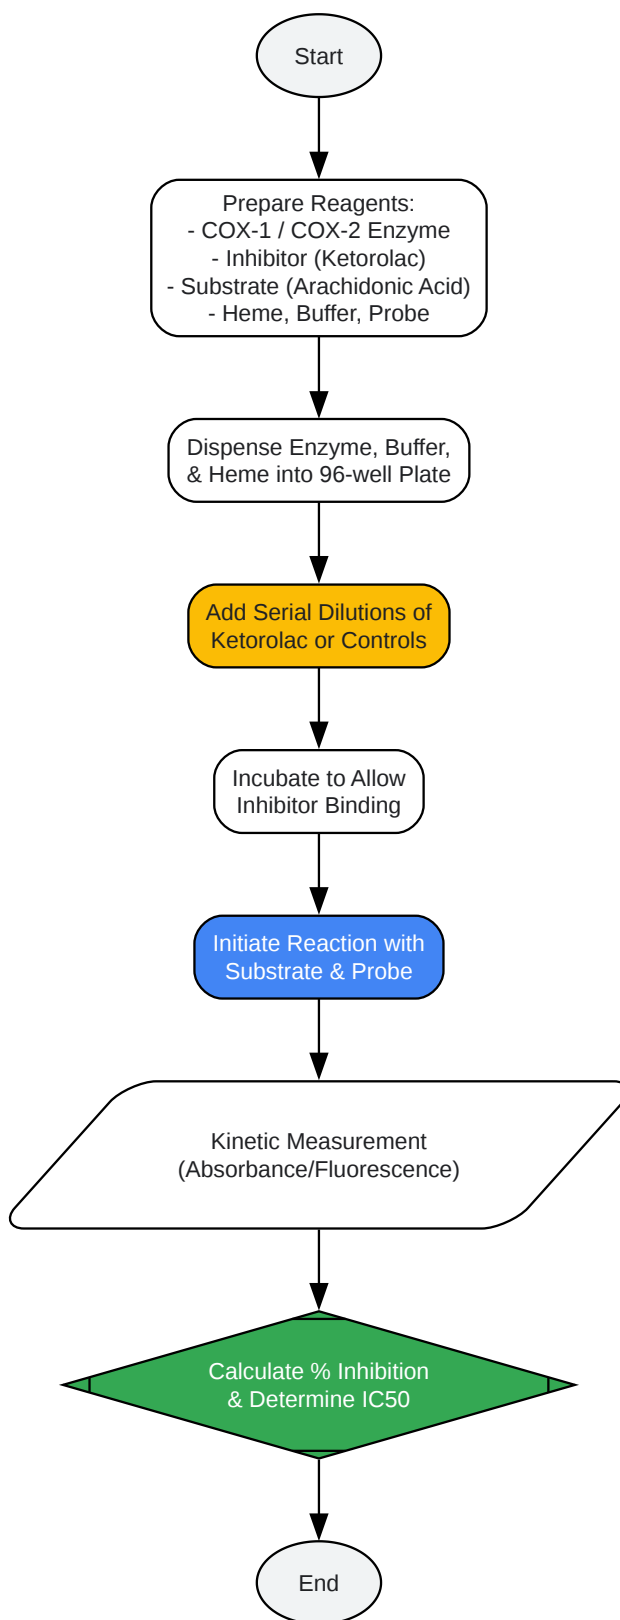 Start
Prepare Reagents:
- COX-1 / COX-2 Enzyme
- Inhibitor (Ketorolac)
- Substrate (Arachidonic Acid)
- Heme, Buffer, Probe
Dispense Enzyme, Buffer,
& Heme into 96-well Plate
Add Serial Dilutions of
Ketorolac or Controls
Incubate to Allow
Inhibitor Binding
Initiate Reaction with
Substrate & Probe
Kinetic Measurement
(Absorbance/Fluorescence)
Calculate % Inhibition
& Determine IC50
End